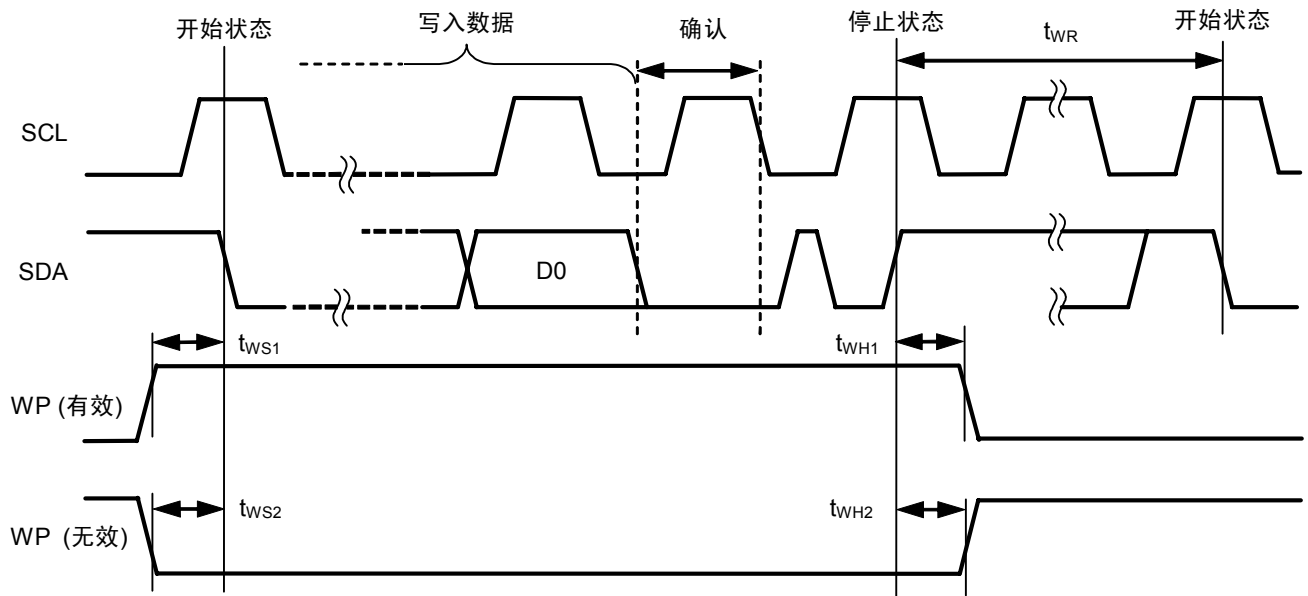 开始状态 写入数据 确认 停止状态 tWR 开始状态
SCL
SDA D0
tWS1 tWH1
WP (有效)
tWS2 tWH2
WP (无效)